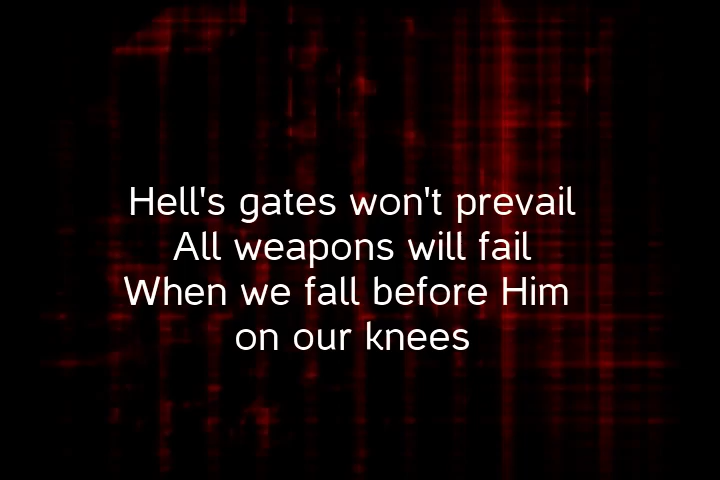 Hell's gates won't prevail
All weapons will fail
When we fall before Him
on our knees